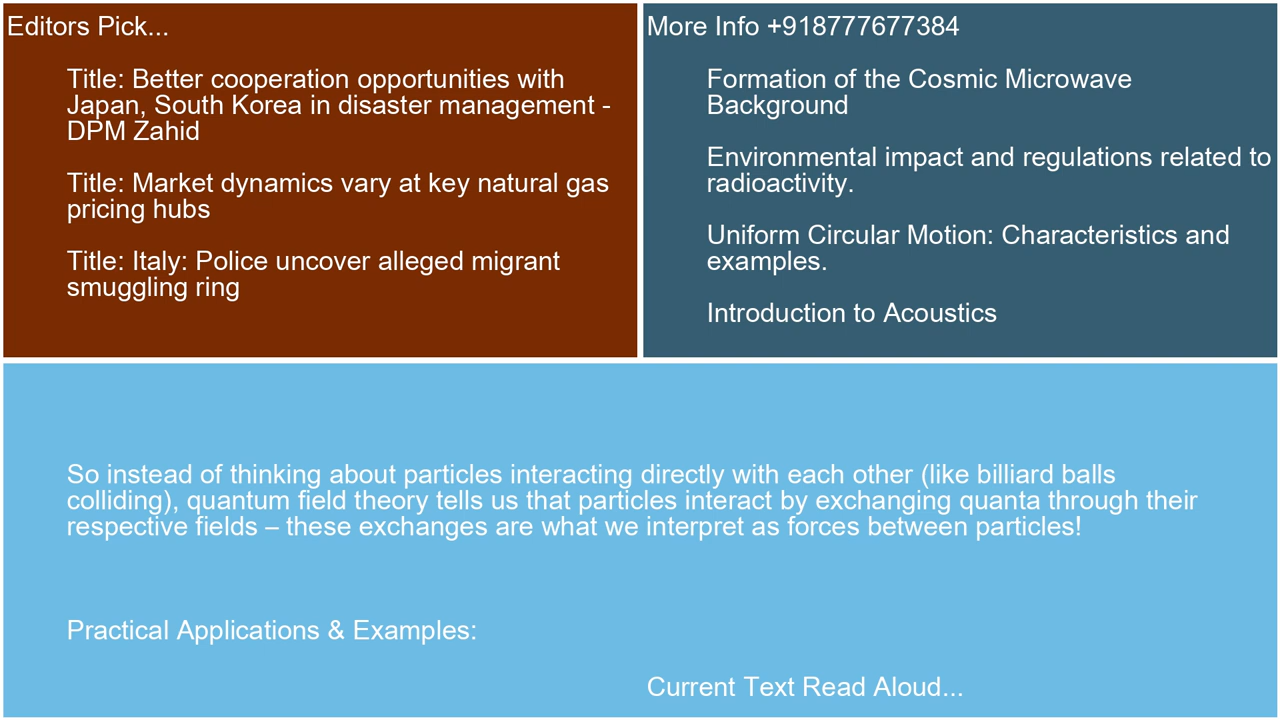 Editors Pick...
Title: Better cooperation opportunities with
Japan, South Korea in disaster management -
DPM Zahid
Title: Market dynamics vary at key natural gas
pricing hubs
Title: Italy: Police uncover alleged migrant
smuggling ring
More Info +918777677384
Formation of the Cosmic Microwave
Background
Environmental impact and regulations related to
radioactivity.
Uniform Circular Motion: Characteristics and
examples.
Introduction to Acoustics
So instead of thinking about particles interacting directly with each other (like billiard balls
colliding), quantum field theory tells us that particles interact by exchanging quanta through their
respective fields – these exchanges are what we interpret as forces between particles!
Practical Applications & Examples:
Current Text Read Aloud...